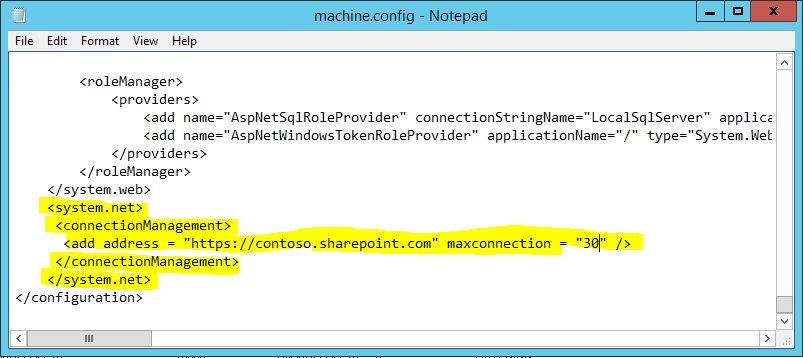 machine.config - Notepad
File Edit Format View Help
<roleManager>
<providers>
<add name="AspNetSqlRoleProvider" connectionStringName="LocalSqlServer" applica
<add name="AspNetWindowsTokenRoleProvider" applicationName="/" type="System.Web
</providers>
</roleManager>
</system.web>
<system.net>
<connectionManagement>
<add address = "https://contoso.sharepoint.com" maxconnection = "30" />
</connectionManagement>
</system.net>
</configuration>